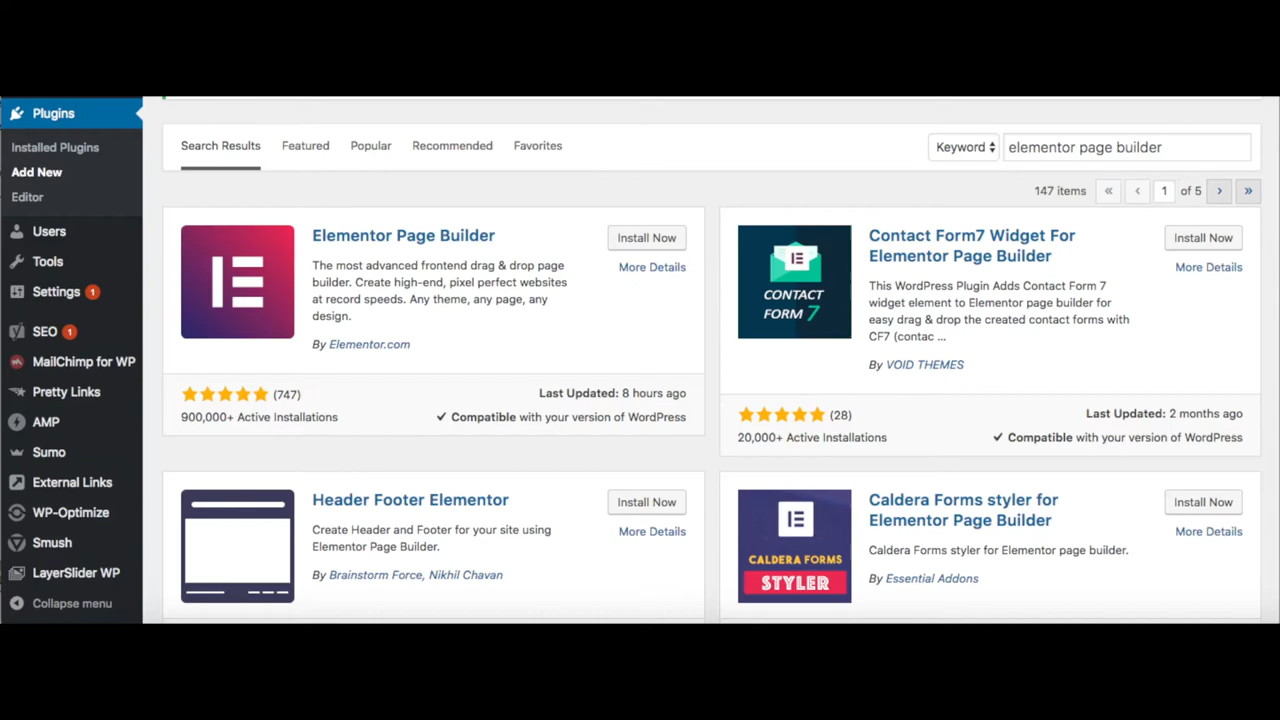 Plugins
Installed Plugins
Add New
Editor
Users
Tools
Settings 1
SEO 1
MailChimp for WP
Pretty Links
AMP
Sumo
External Links
WP-Optimize
Smush
LayerSlider WP
Collapse menu
Search Results Featured Popular Recommended Favorites
Keyword elementor page builder
147 items « ‹ 1 of 5 › »
Elementor Page Builder
Install Now
More Details
The most advanced frontend drag & drop page
builder. Create high-end, pixel perfect websites
at record speeds. Any theme, any page, any
design.
By Elementor.com
(747)
Last Updated: 8 hours ago
900,000+ Active Installations
Compatible with your version of WordPress
CONTACT
FORM 7
Contact Form7 Widget For
Elementor Page Builder
Install Now
More Details
This WordPress Plugin Adds Contact Form 7
widget element to Elementor page builder for
easy drag & drop the created contact forms with
CF7 (contac ...
By VOID THEMES
(28)
Last Updated: 2 months ago
20,000+ Active Installations
Compatible with your version of WordPress
Header Footer Elementor
Install Now
More Details
Create Header and Footer for your site using
Elementor Page Builder.
By Brainstorm Force, Nikhil Chavan
CALDERA FORMS
STYLER
Caldera Forms styler for
Elementor Page Builder
Install Now
More Details
Caldera Forms styler for Elementor page builder.
By Essential Addons